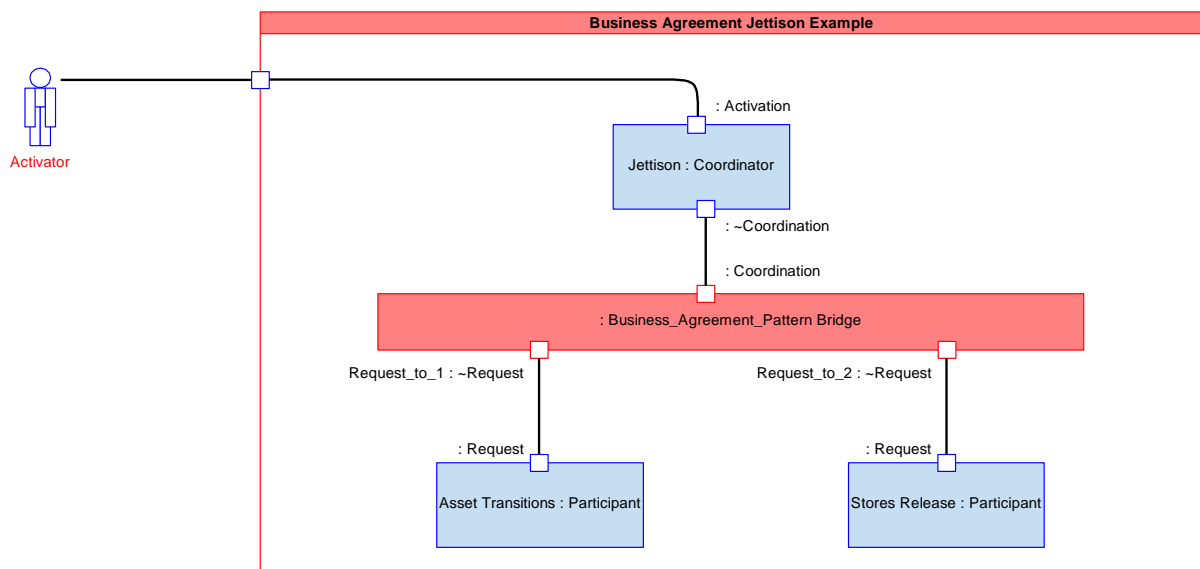 Business Agreement Jettison Example
: Activation
Activator
Jettison : Coordinator
: ~Coordination
: Coordination
: Business_Agreement_Pattern Bridge
Request_to_1 : ~Request
Request_to_2 : ~Request
: Request
: Request
Asset Transitions : Participant
Stores Release : Participant